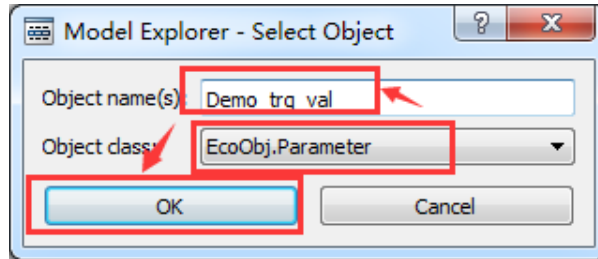 Model Explorer - Select Object
Object name(s): Demo_trq_val
Object class: EcoObj.Parameter
OK Cancel